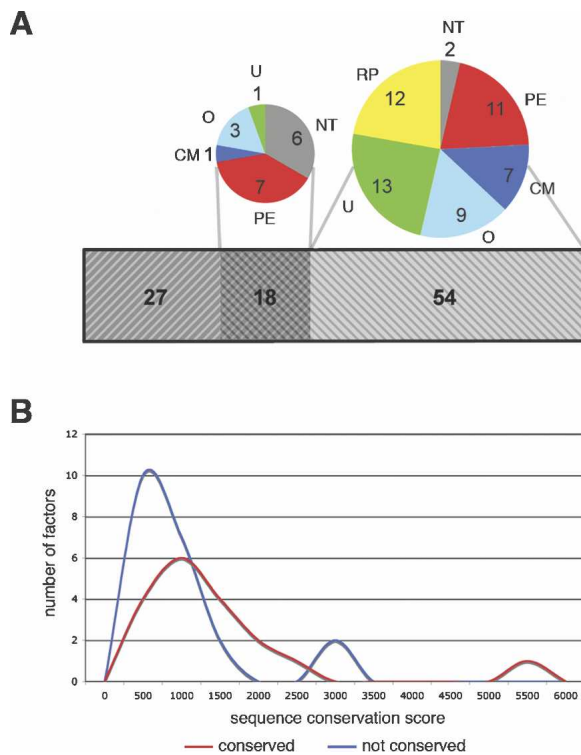 A
U
1
O
3
6
NT
CM 1
7
PE
NT
2
RP
12
11
PE
7
CM
13
U
9
O
27 18 54
B
12
10
8
6
4
2
0
number of factors
0 500 1000 1500 2000 2500 3000 3500 4000 4500 5000 5500 6000
sequence conservation score
conserved not conserved